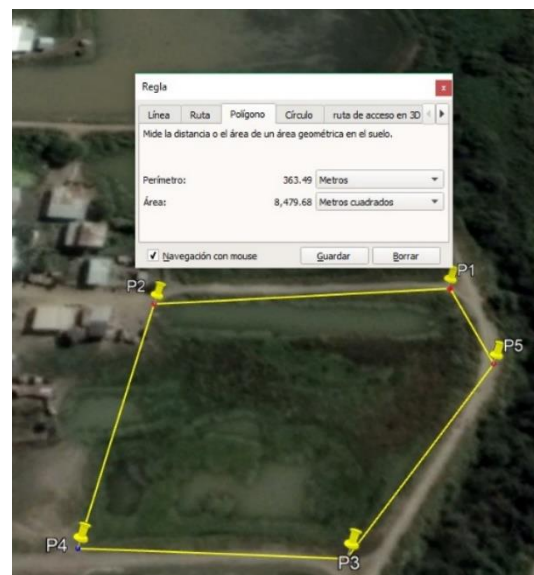 Regla
x
Línea Ruta Polígono Círculo ruta de acceso en 3D
Mide la distancia o el área de un área geométrica en el suelo.
Perímetro: 363.49 Metros
Área: 8,479.68 Metros cuadrados
Navegación con mouse Guardar Borrar
P1
P2
P5
P4
P3